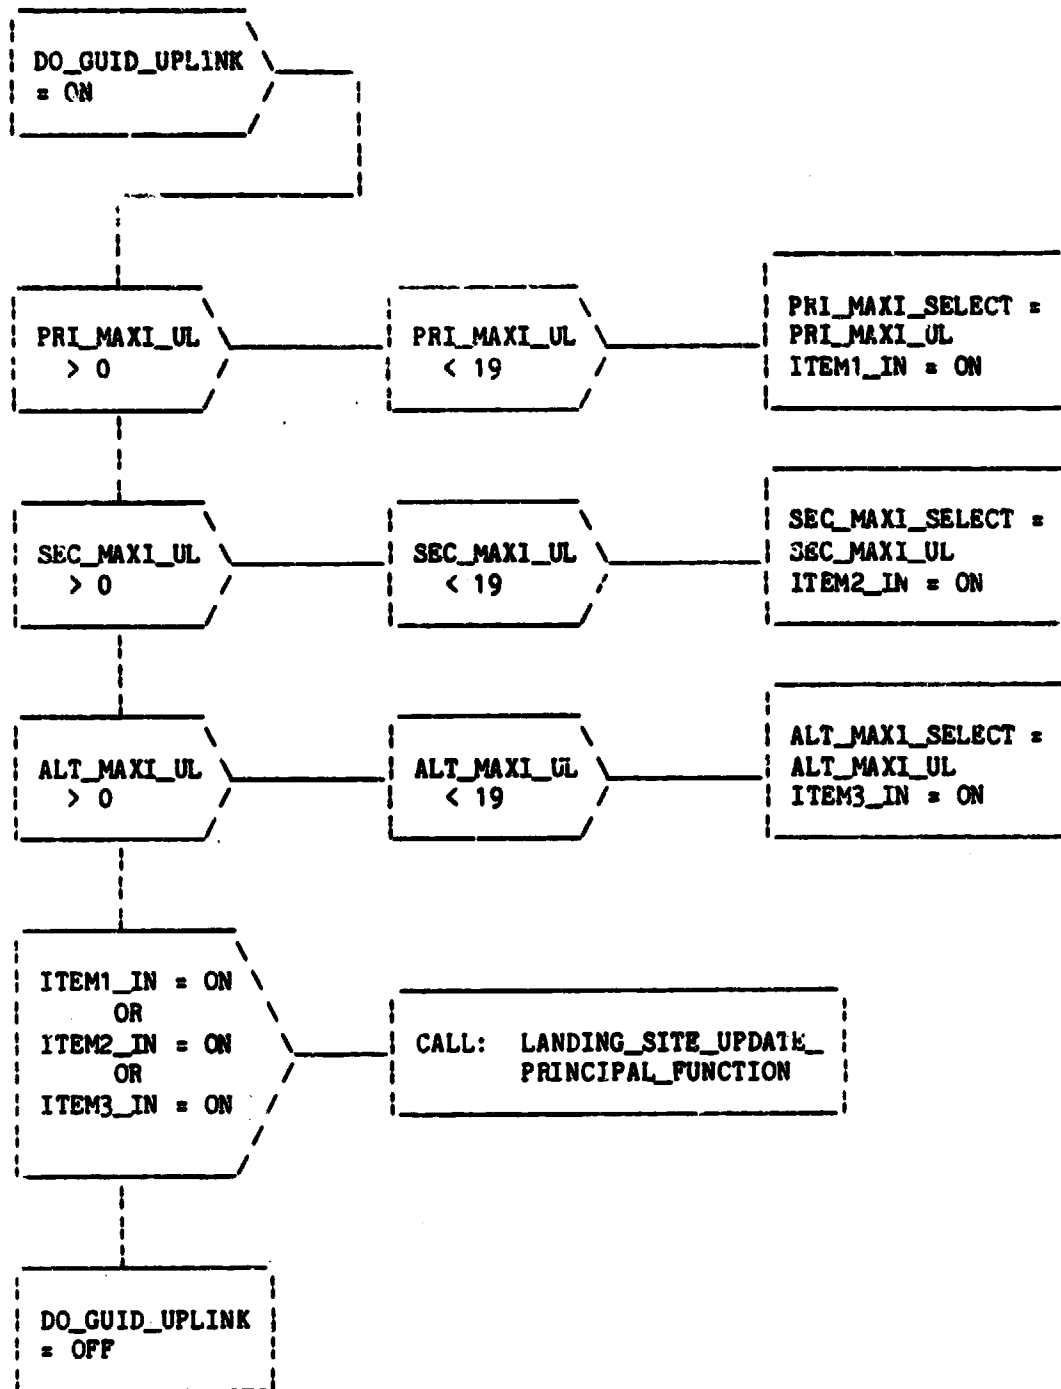 DO_GUID_UPLINK
= ON
PRI_MAXI_UL
> 0
PRI_MAXI_UL
< 19
PRI_MAXI_SELECT =
PRI_MAXI_UL
ITEM1_IN = ON
SEC_MAXI_UL
> 0
SEC_MAXI_UL
< 19
SEC_MAXI_SELECT =
SEC_MAXI_UL
ITEM2_IN = ON
ALT_MAXI_UL
> 0
ALT_MAXI_UL
< 19
ALT_MAXI_SELECT =
ALT_MAXI_UL
ITEM3_IN = ON
ITEM1_IN = ON
OR
ITEM2_IN = ON
OR
ITEM3_IN = ON
CALL: LANDING_SITE_UPDATE_
PRINCIPAL_FUNCTION
DO_GUID_UPLINK
= OFF